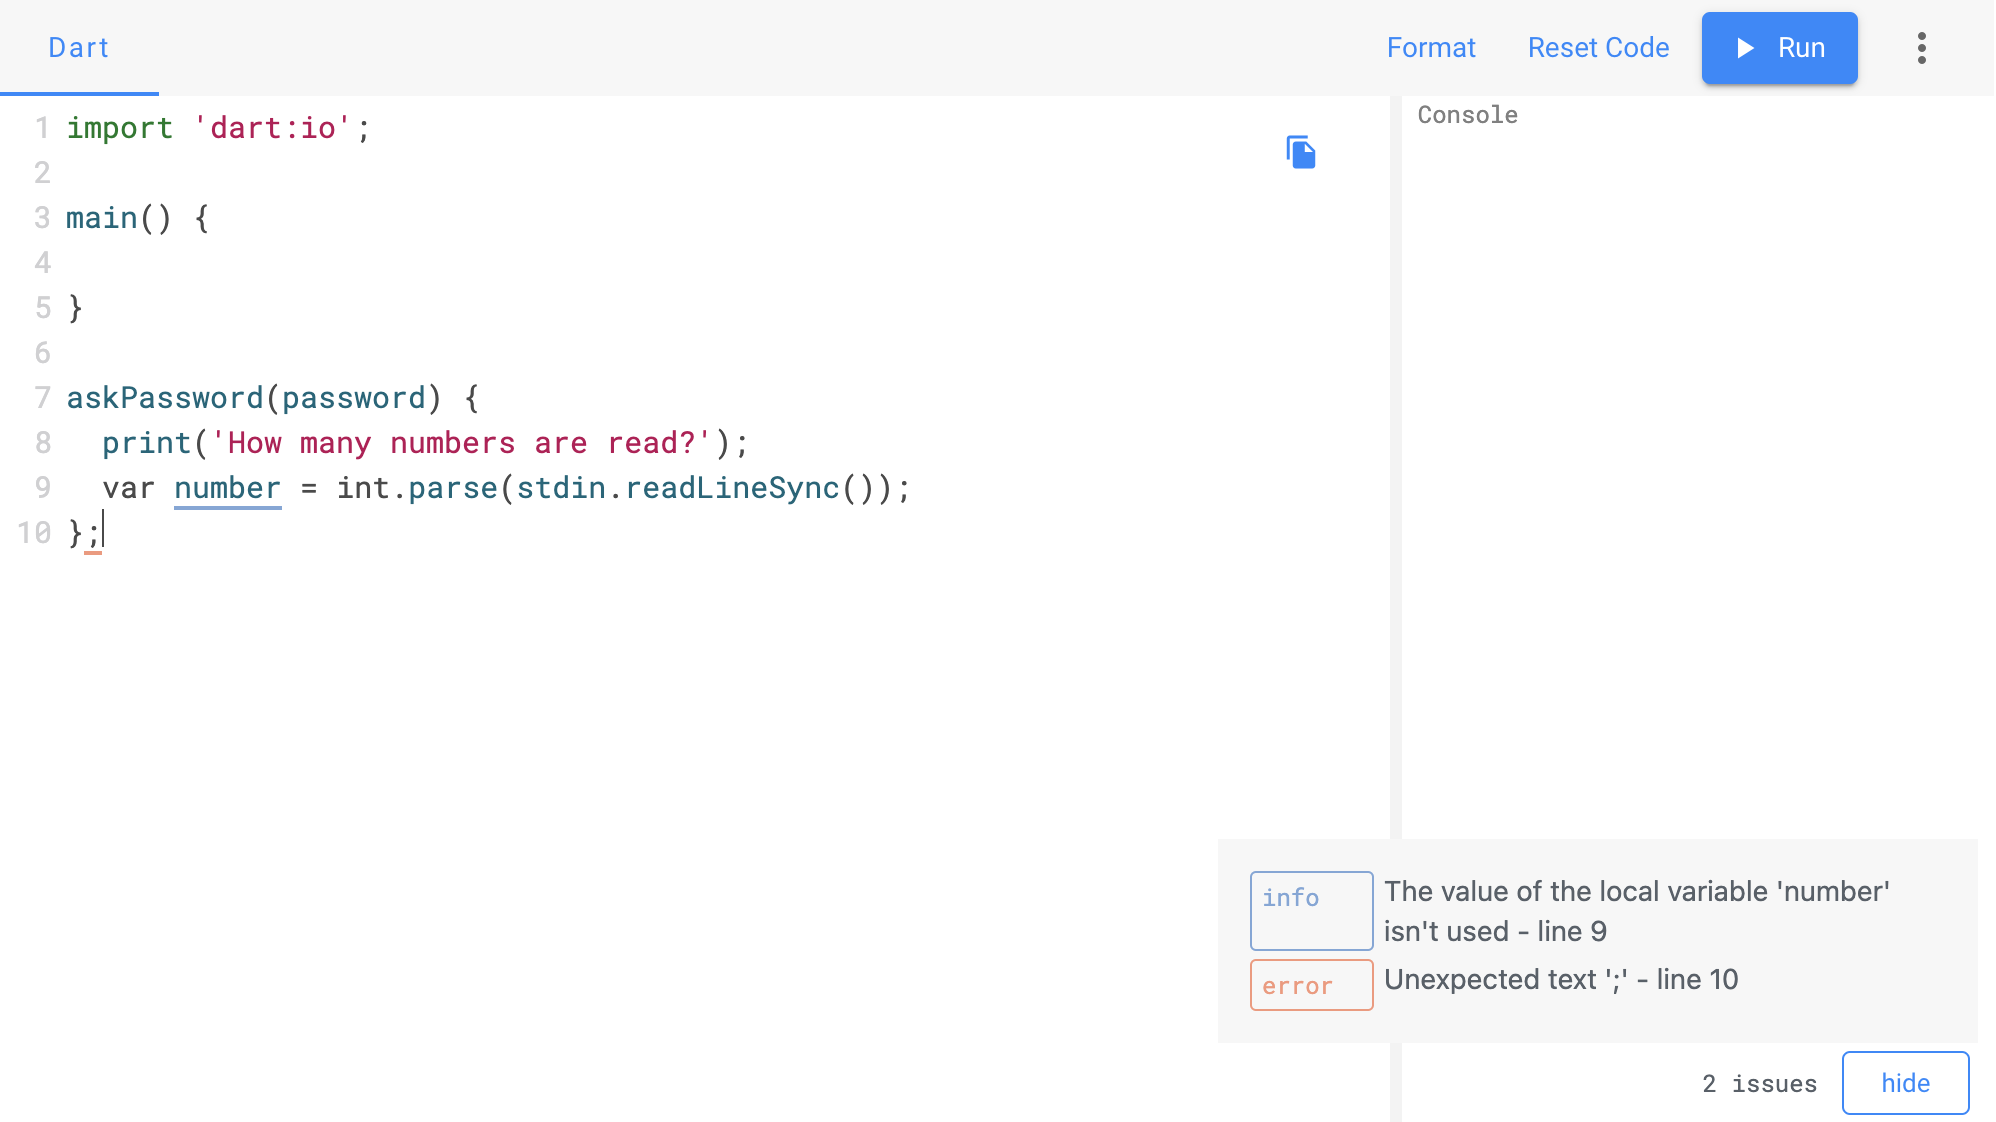 Dart
Format
Reset Code
Run
1 import 'dart:io';
2
3 main() {
4
5 }
6
7 askPassword(password) {
8   print('How many numbers are read?');
9   var number = int.parse(stdin.readLineSync());
10 };
Console
info
The value of the local variable 'number'
isn't used - line 9
error
Unexpected text ';' - line 10
2 issues
hide